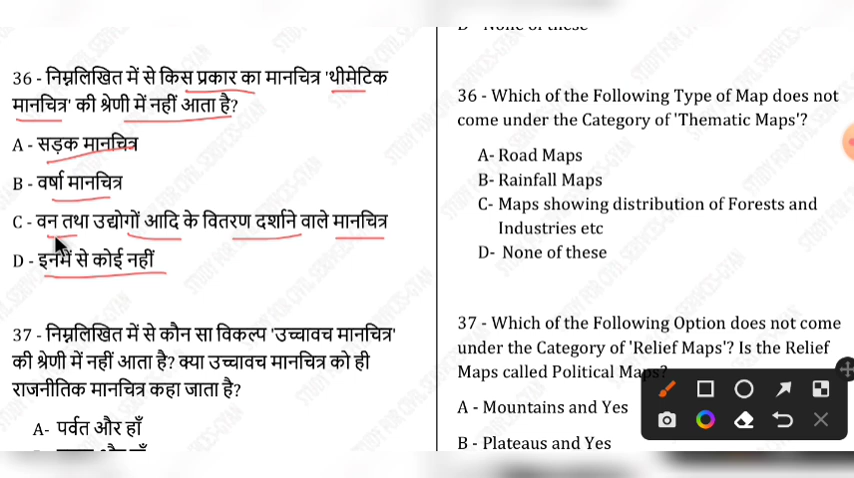 36 - निम्नलिखित में से किस प्रकार का मानचित्र 'थीमेटिक
मानचित्र' की श्रेणी में नहीं आता है?
A - सड़क मानचित्र
B - वर्षा मानचित्र
C - वन तथा उद्योगों आदि के वितरण दर्शाने वाले मानचित्र
D - इनमें से कोई नहीं
37 - निम्नलिखित में से कौन सा विकल्प 'उच्चावच मानचित्र'
की श्रेणी में नहीं आता है? क्या उच्चावच मानचित्र को ही
राजनीतिक मानचित्र कहा जाता है?
A- पर्वत और हाँ
D - None of these
36 - Which of the Following Type of Map does not
come under the Category of 'Thematic Maps'?
A- Road Maps
B- Rainfall Maps
C- Maps showing distribution of Forests and
Industries etc
D- None of these
37 - Which of the Following Option does not come
under the Category of 'Relief Maps'? Is the Relief
Maps called Political Maps?
A - Mountains and Yes
B - Plateaus and Yes